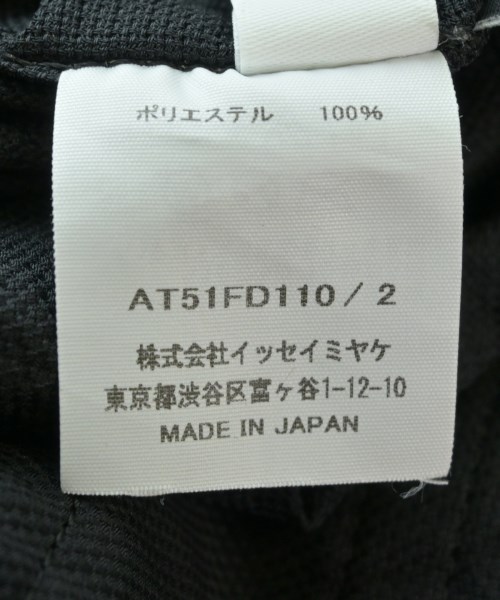 ポリエステル 100%
AT51FD110 / 2
株式会社イッセイミヤケ
東京都渋谷区富ヶ谷1-12-10
MADE IN JAPAN